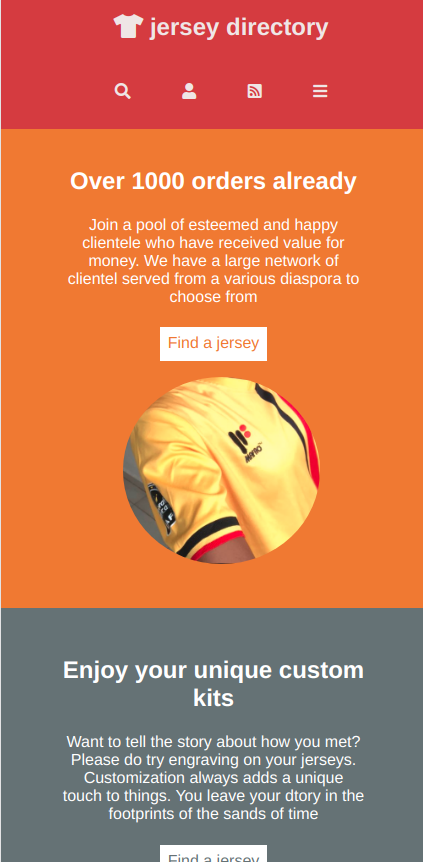 jersey directory
Over 1000 orders already
Join a pool of esteemed and happy
clientele who have received value for
money. We have a large network of
clientel served from a various diaspora to
choose from
Find a jersey
Enjoy your unique custom
kits
Want to tell the story about how you met?
Please do try engraving on your jerseys.
Customization always adds a unique
touch to things. You leave your dtory in the
footprints of the sands of time
Find a jersey